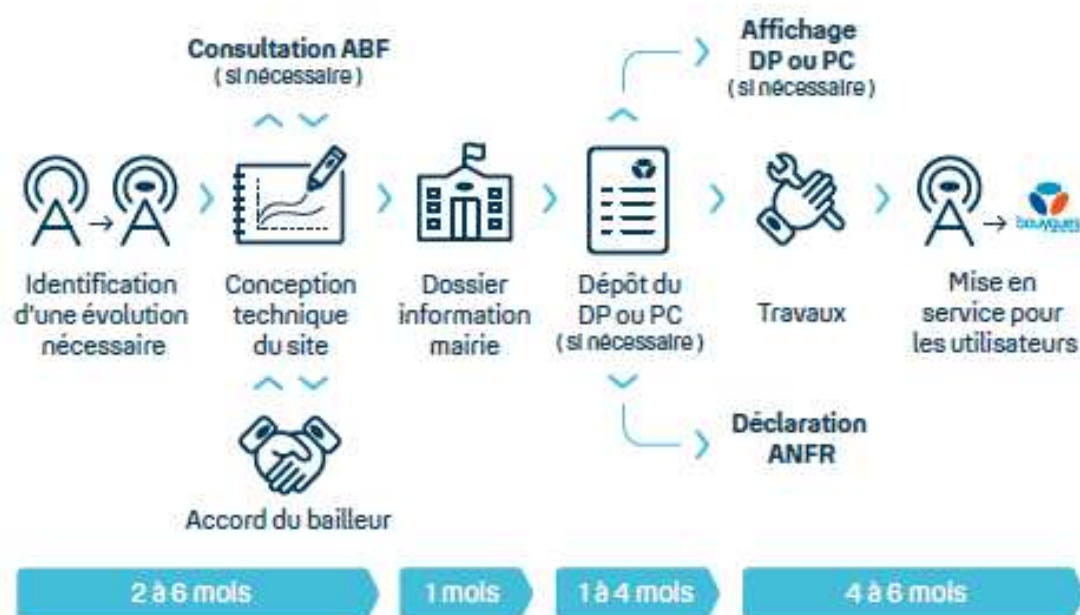 Consultation ABF
( si nécessaire )
Affichage
DP ou PC
( si nécessaire )
bouygues
Identification
d'une évolution
nécessaire
Conception
technique
du site
Dossier
information
mairie
Dépôt du
DP ou PC
( si nécessaire )
Travaux
Mise en
service pour
les utilisateurs
Déclaration
ANFR
Accord du bailleur
2 à 6 mois
1 mois
1 à 4 mois
4 à 6 mois